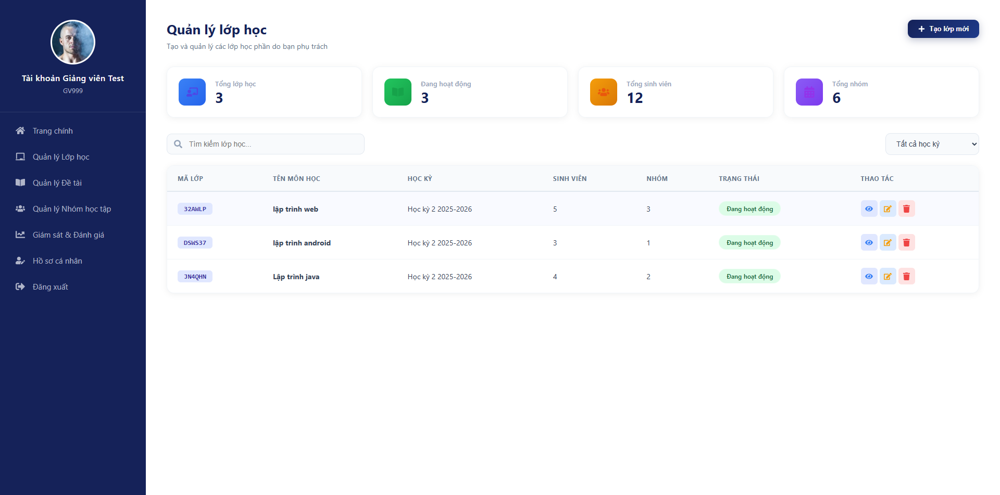 Tài khoản Giảng viên Test
GV999
Trang chính
Quản lý Lớp học
Quản lý Đề tài
Quản lý Nhóm học tập
Giám sát & Đánh giá
Hồ sơ cá nhân
Đăng xuất
Quản lý lớp học
Tạo và quản lý các lớp học phần do bạn phụ trách
Tạo lớp mới
Tổng lớp học
3
Đang hoạt động
3
Tổng sinh viên
12
Tổng nhóm
6
Tìm kiếm lớp học...
Tất cả học kỳ
MÃ LỚP TÊN MÔN HỌC HỌC KỲ SINH VIÊN NHÓM TRẠNG THÁI THAO TÁC
32AWLP lập trình web Học kỳ 2 2025-2026 5 3 Đang hoạt động
DSWS37 lập trình android Học kỳ 2 2025-2026 3 1 Đang hoạt động
JN4QHN Lập trình java Học kỳ 2 2025-2026 4 2 Đang hoạt động